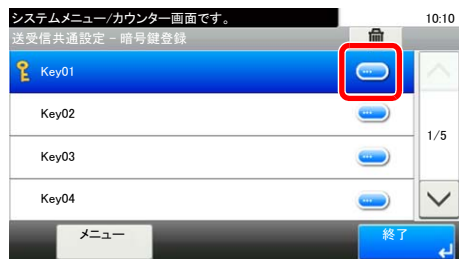 システムメニュー/カウンター画面です。
10:10
送受信共通設定 - 暗号鍵登録
Key01
Key02
1/5
Key03
Key04
メニュー
終了